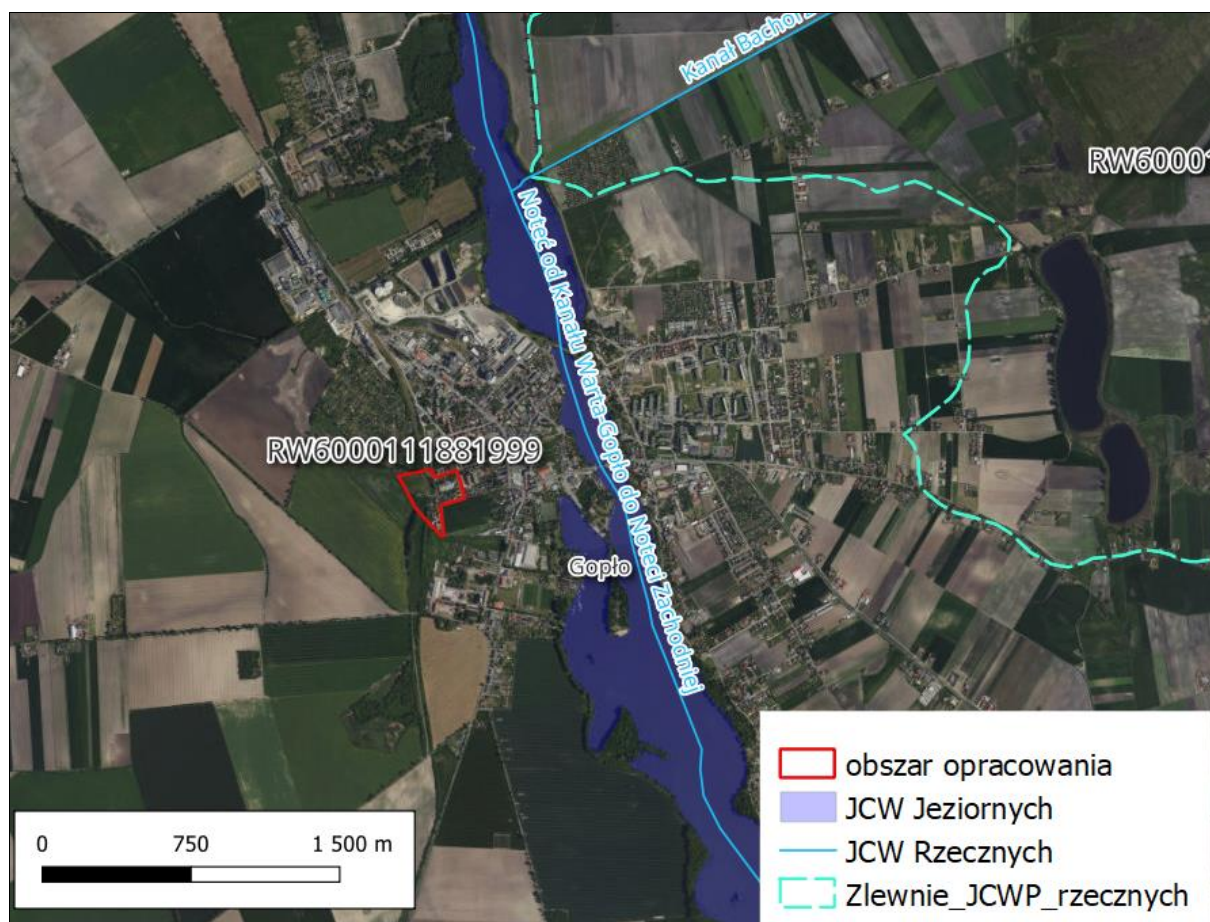 Kanał Bachorz
RW60001
Noteć od Kanału Warta-Gopło do Noteci Zachodniej
RW6000111881999
Gopło
obszar opracowania
JCW Jeziornych
JCW Rzecznych
Zlewnie_JCWP_rzecznych
0 750 1 500 m